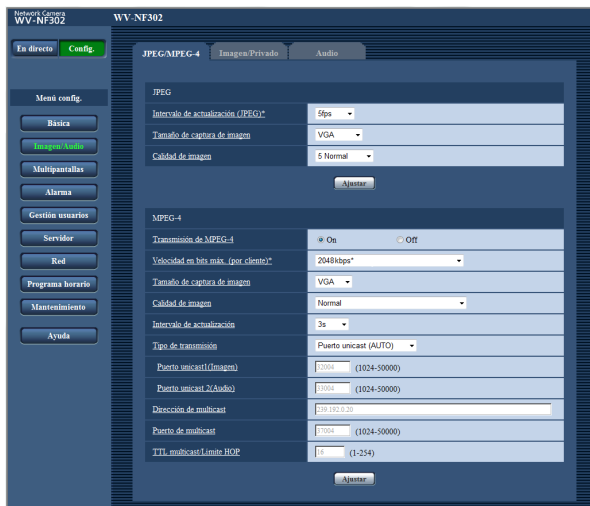 Network Camera
WV-NF302
WV-NF302
En directo Config.
JPEG/MPEG-4 Imagen/Privado Audio
Menú config.
Básica
Imagen/Audio
Multipantallas
Alarma
Gestión usuarios
Servidor
Red
Programa horario
Mantenimiento
Ayuda
JPEG
Intervalo de actualización (JPEG)* 5fps
Tamaño de captura de imagen VGA
Calidad de imagen 5 Normal
Ajustar
MPEG-4
Transmisión de MPEG-4 On Off
Velocidad en bits máx. (por cliente)* 2048kbps*
Tamaño de captura de imagen VGA
Calidad de imagen Normal
Intervalo de actualización 3s
Tipo de transmisión Puerto unicast (AUTO)
Puerto unicast1(Imagen) 32004 (1024-50000)
Puerto unicast 2(Audio) 33004 (1024-50000)
Dirección de multicast 239.192.0.20
Puerto de multicast 37004 (1024-50000)
TTL multicast/Límite HOP 16 (1-254)
Ajustar